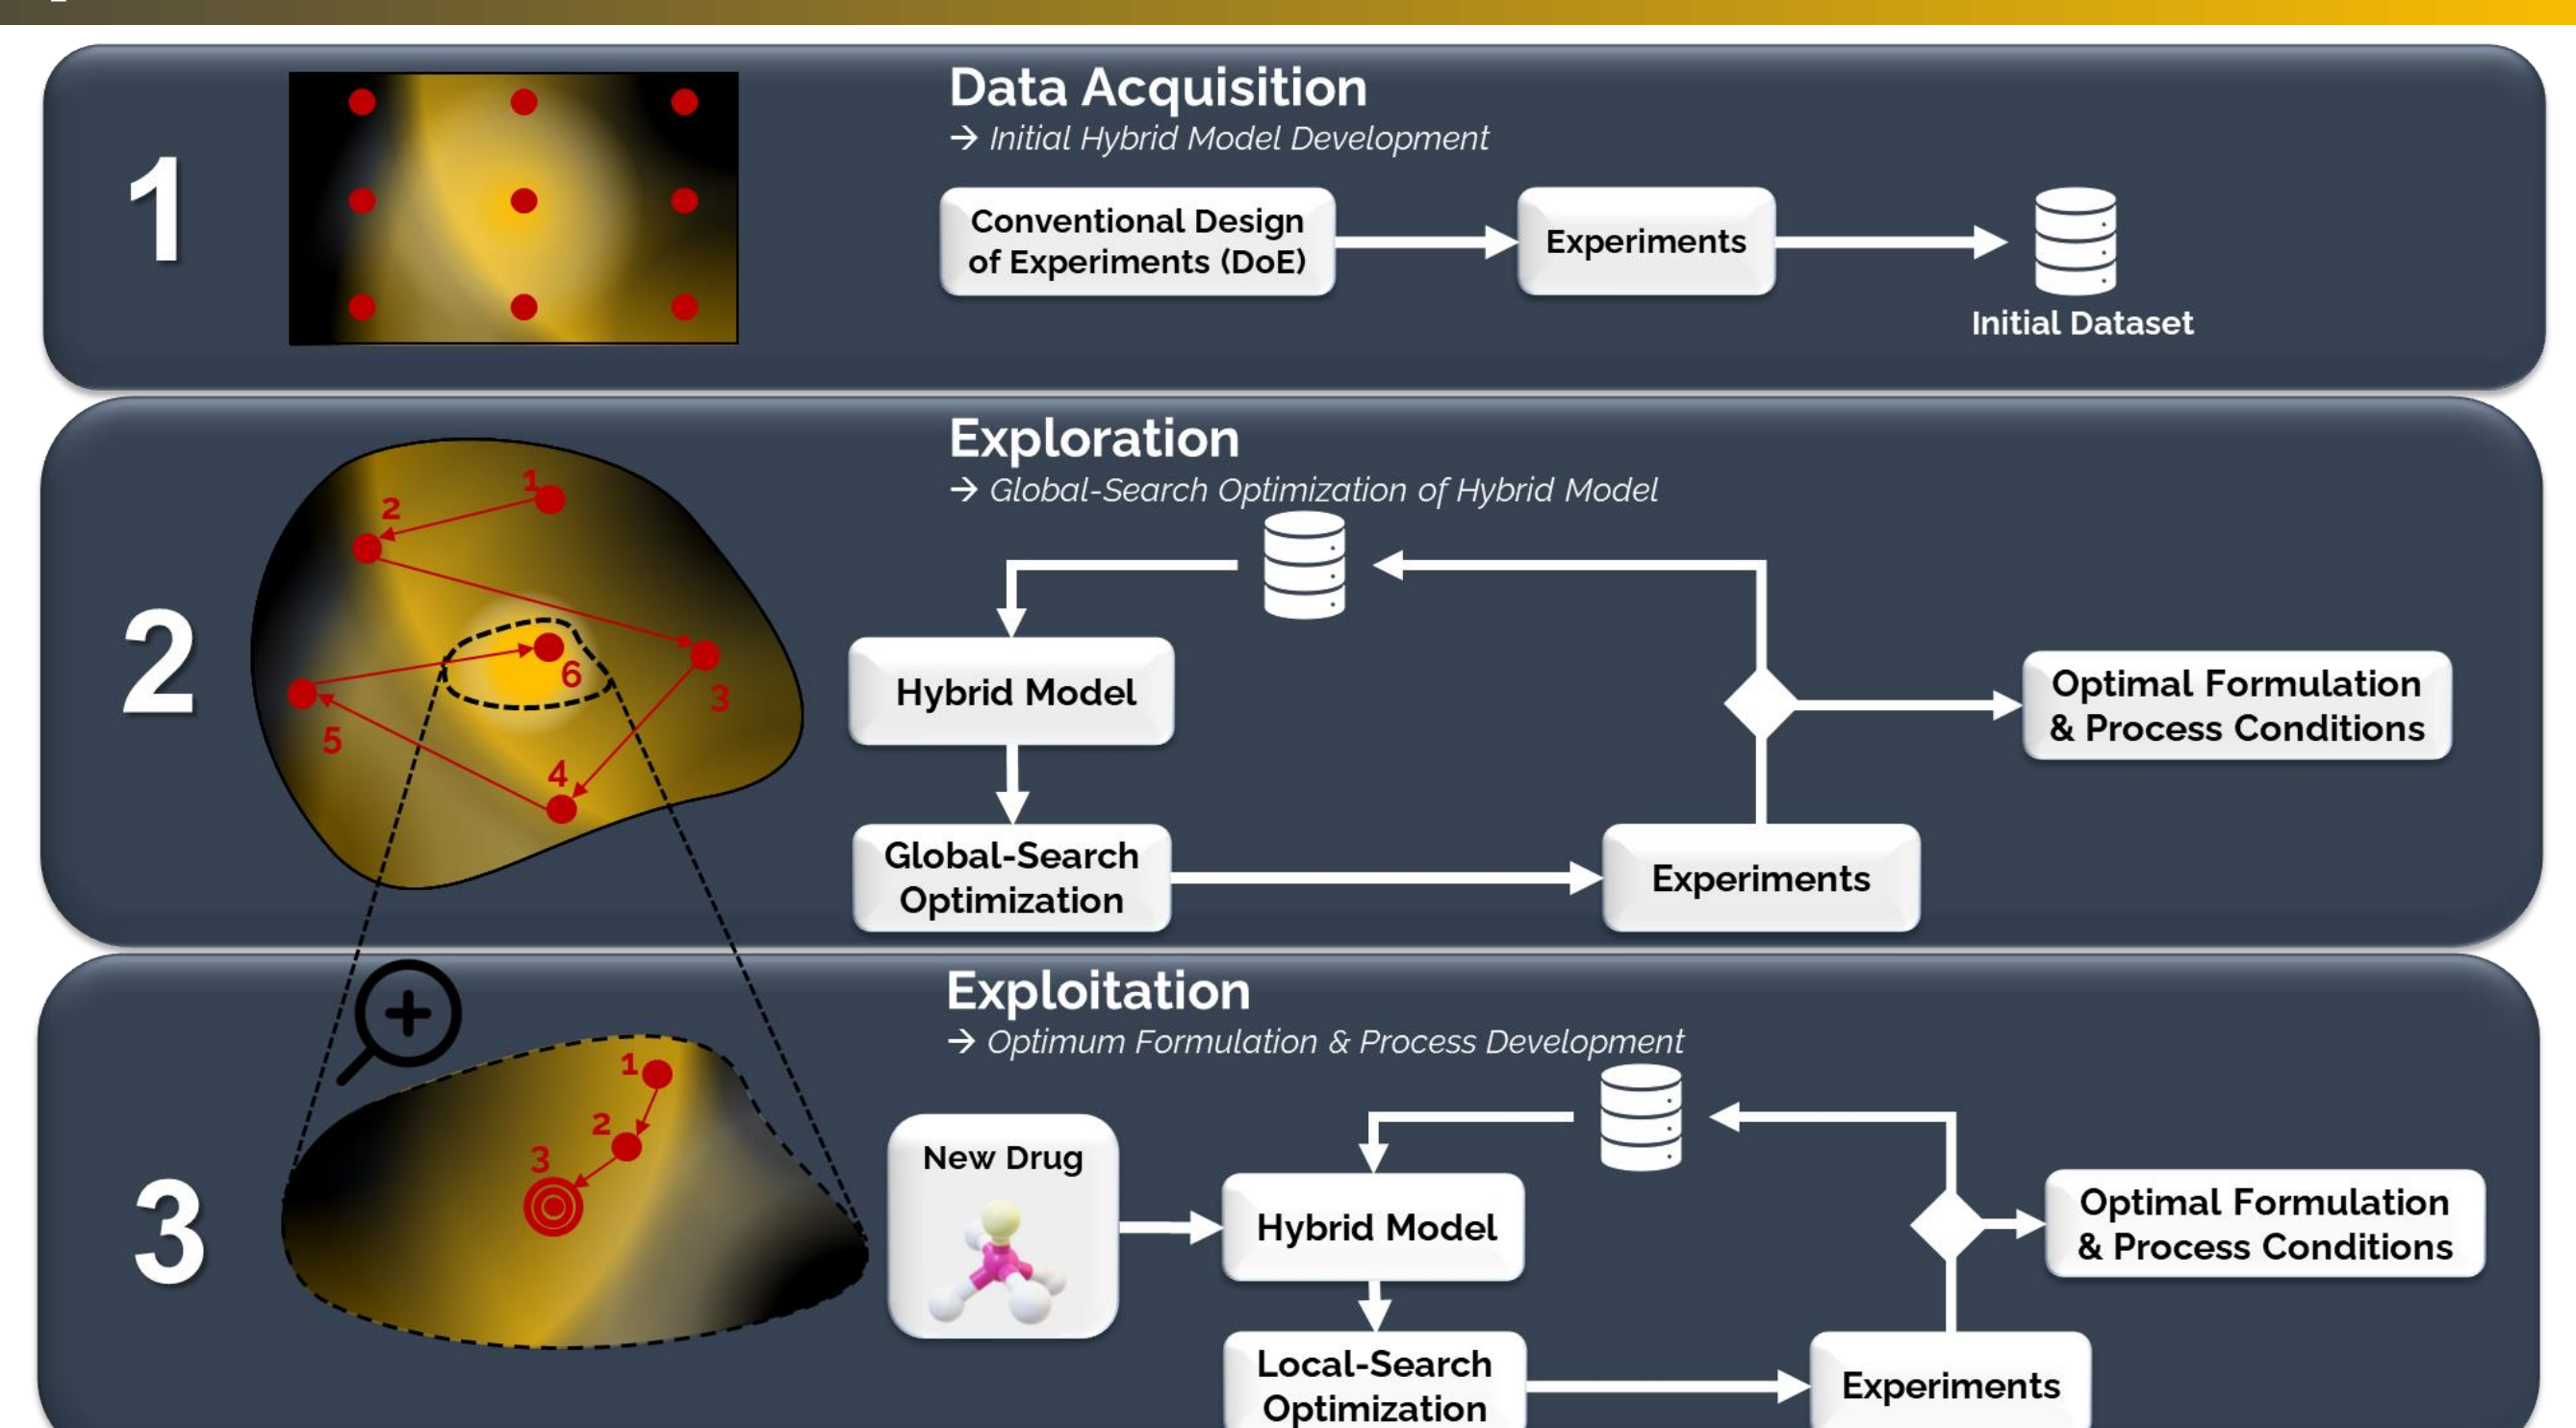 1
Data Acquisition
→ Initial Hybrid Model Development
Conventional Design
of Experiments (DoE)
Experiments
Initial Dataset
2
Exploration
→ Global-Search Optimization of Hybrid Model
1
2
3
4
5
6
Hybrid Model
Global-Search
Optimization
Experiments
Optimal Formulation
& Process Conditions
3
Exploitation
→ Optimum Formulation & Process Development
1
2
3
New Drug
Hybrid Model
Local-Search
Optimization
Experiments
Optimal Formulation
& Process Conditions